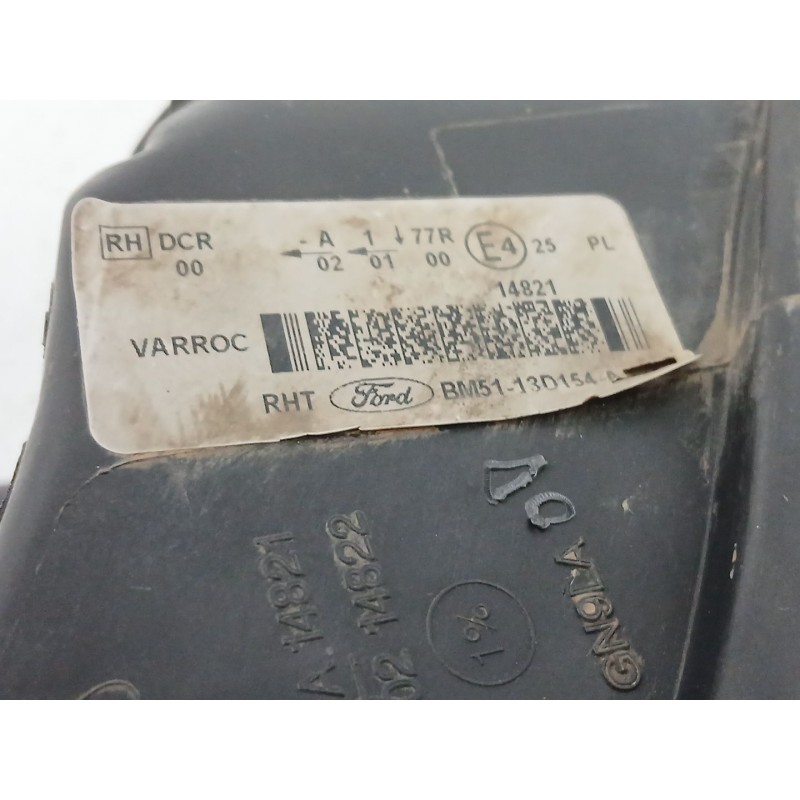 RH DCR - A 1 ↓ 77R E4 25 PL
00 02 01 00
14821
VARROC
RHT Ford BM51-13D154-
A 14821
02 14822
1%